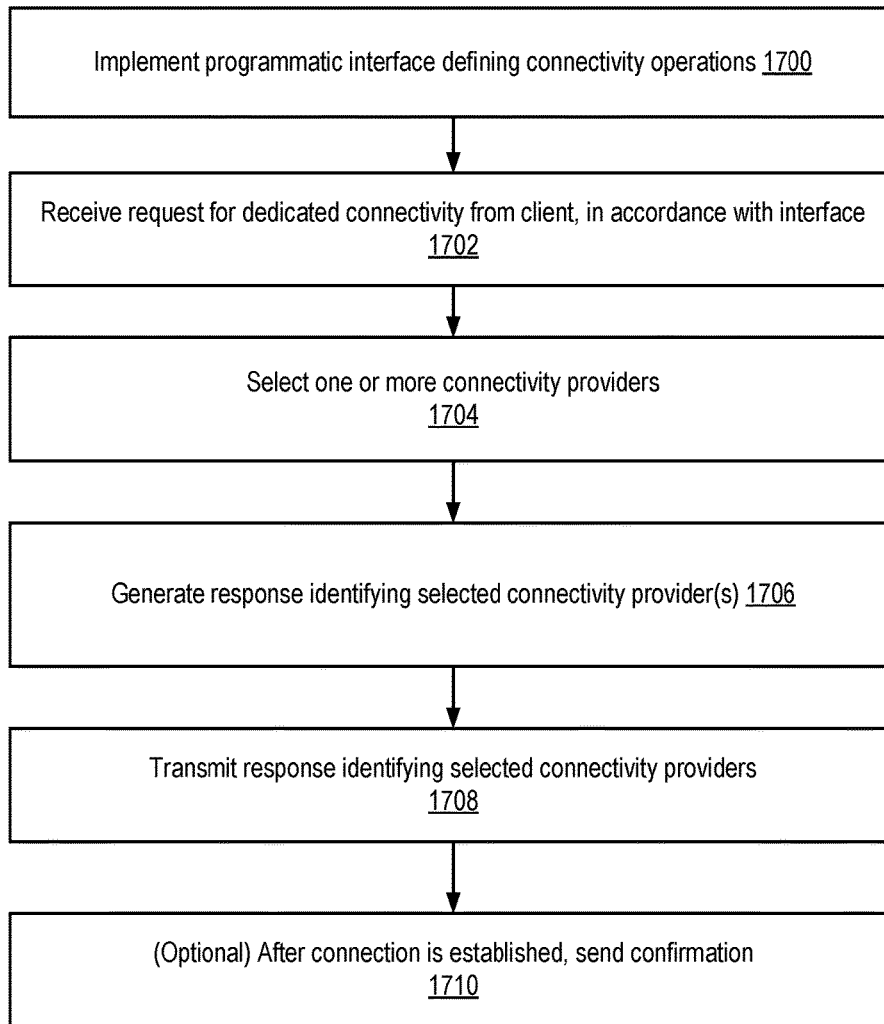 Implement programmatic interface defining connectivity operations 1700
Receive request for dedicated connectivity from client, in accordance with interface
1702
Select one or more connectivity providers
1704
Generate response identifying selected connectivity provider(s) 1706
Transmit response identifying selected connectivity providers
1708
(Optional) After connection is established, send confirmation
1710